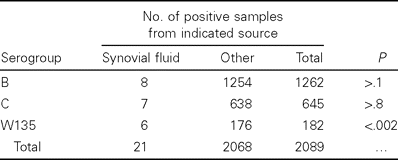 No. of positive samples
from indicated source
Serogroup Synovial fluid Other Total P
B 8 1254 1262 >.1
C 7 638 645 >.8
W135 6 176 182 <.002
Total 21 2068 2089 ...